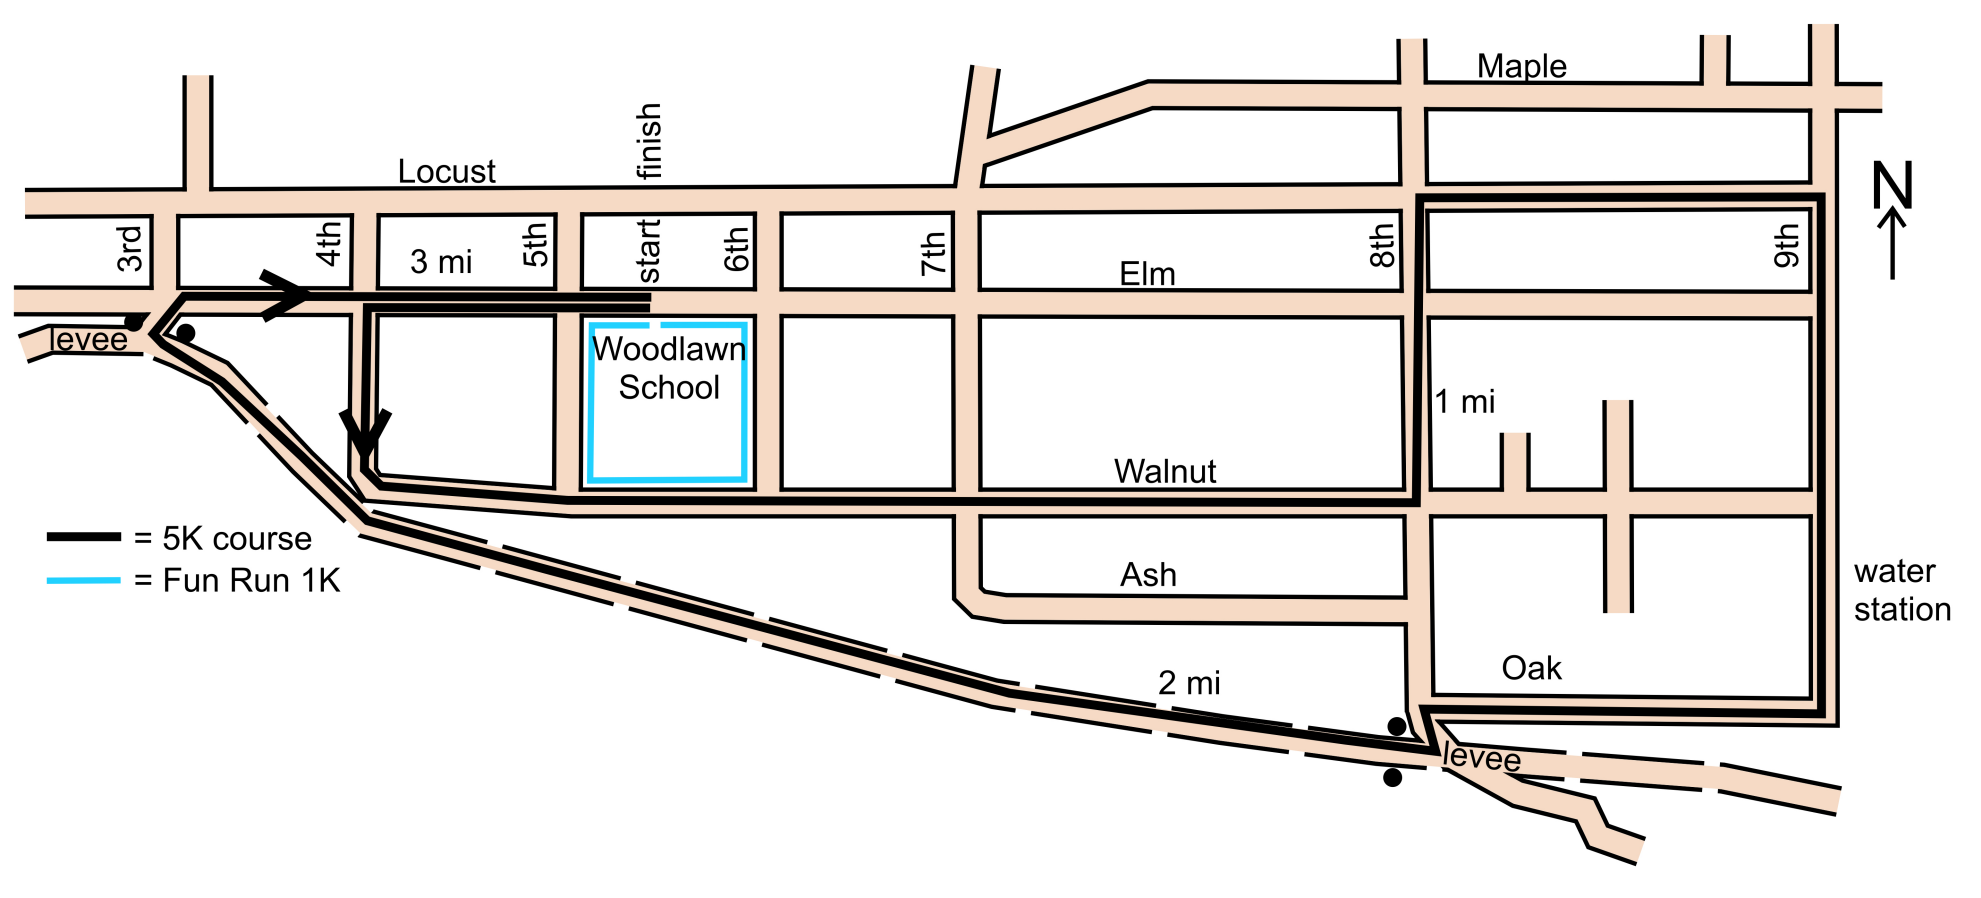 Maple
Locust
finish
N
3rd
4th
3 mi
5th
start
6th
7th
Elm
8th
9th
levee
Woodlawn
School
1 mi
Walnut
= 5K course
= Fun Run 1K
Ash
water
station
Oak
2 mi
levee